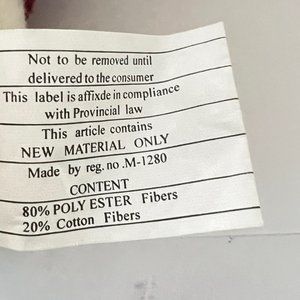 Not to be removed until
delivered to the consumer
This label is affixde in compliance
with Provincial law
This article contains
NEW MATERIAL ONLY
Made by reg. no .M-1280
CONTENT
80% POLY ESTER Fibers
20% Cotton Fibers